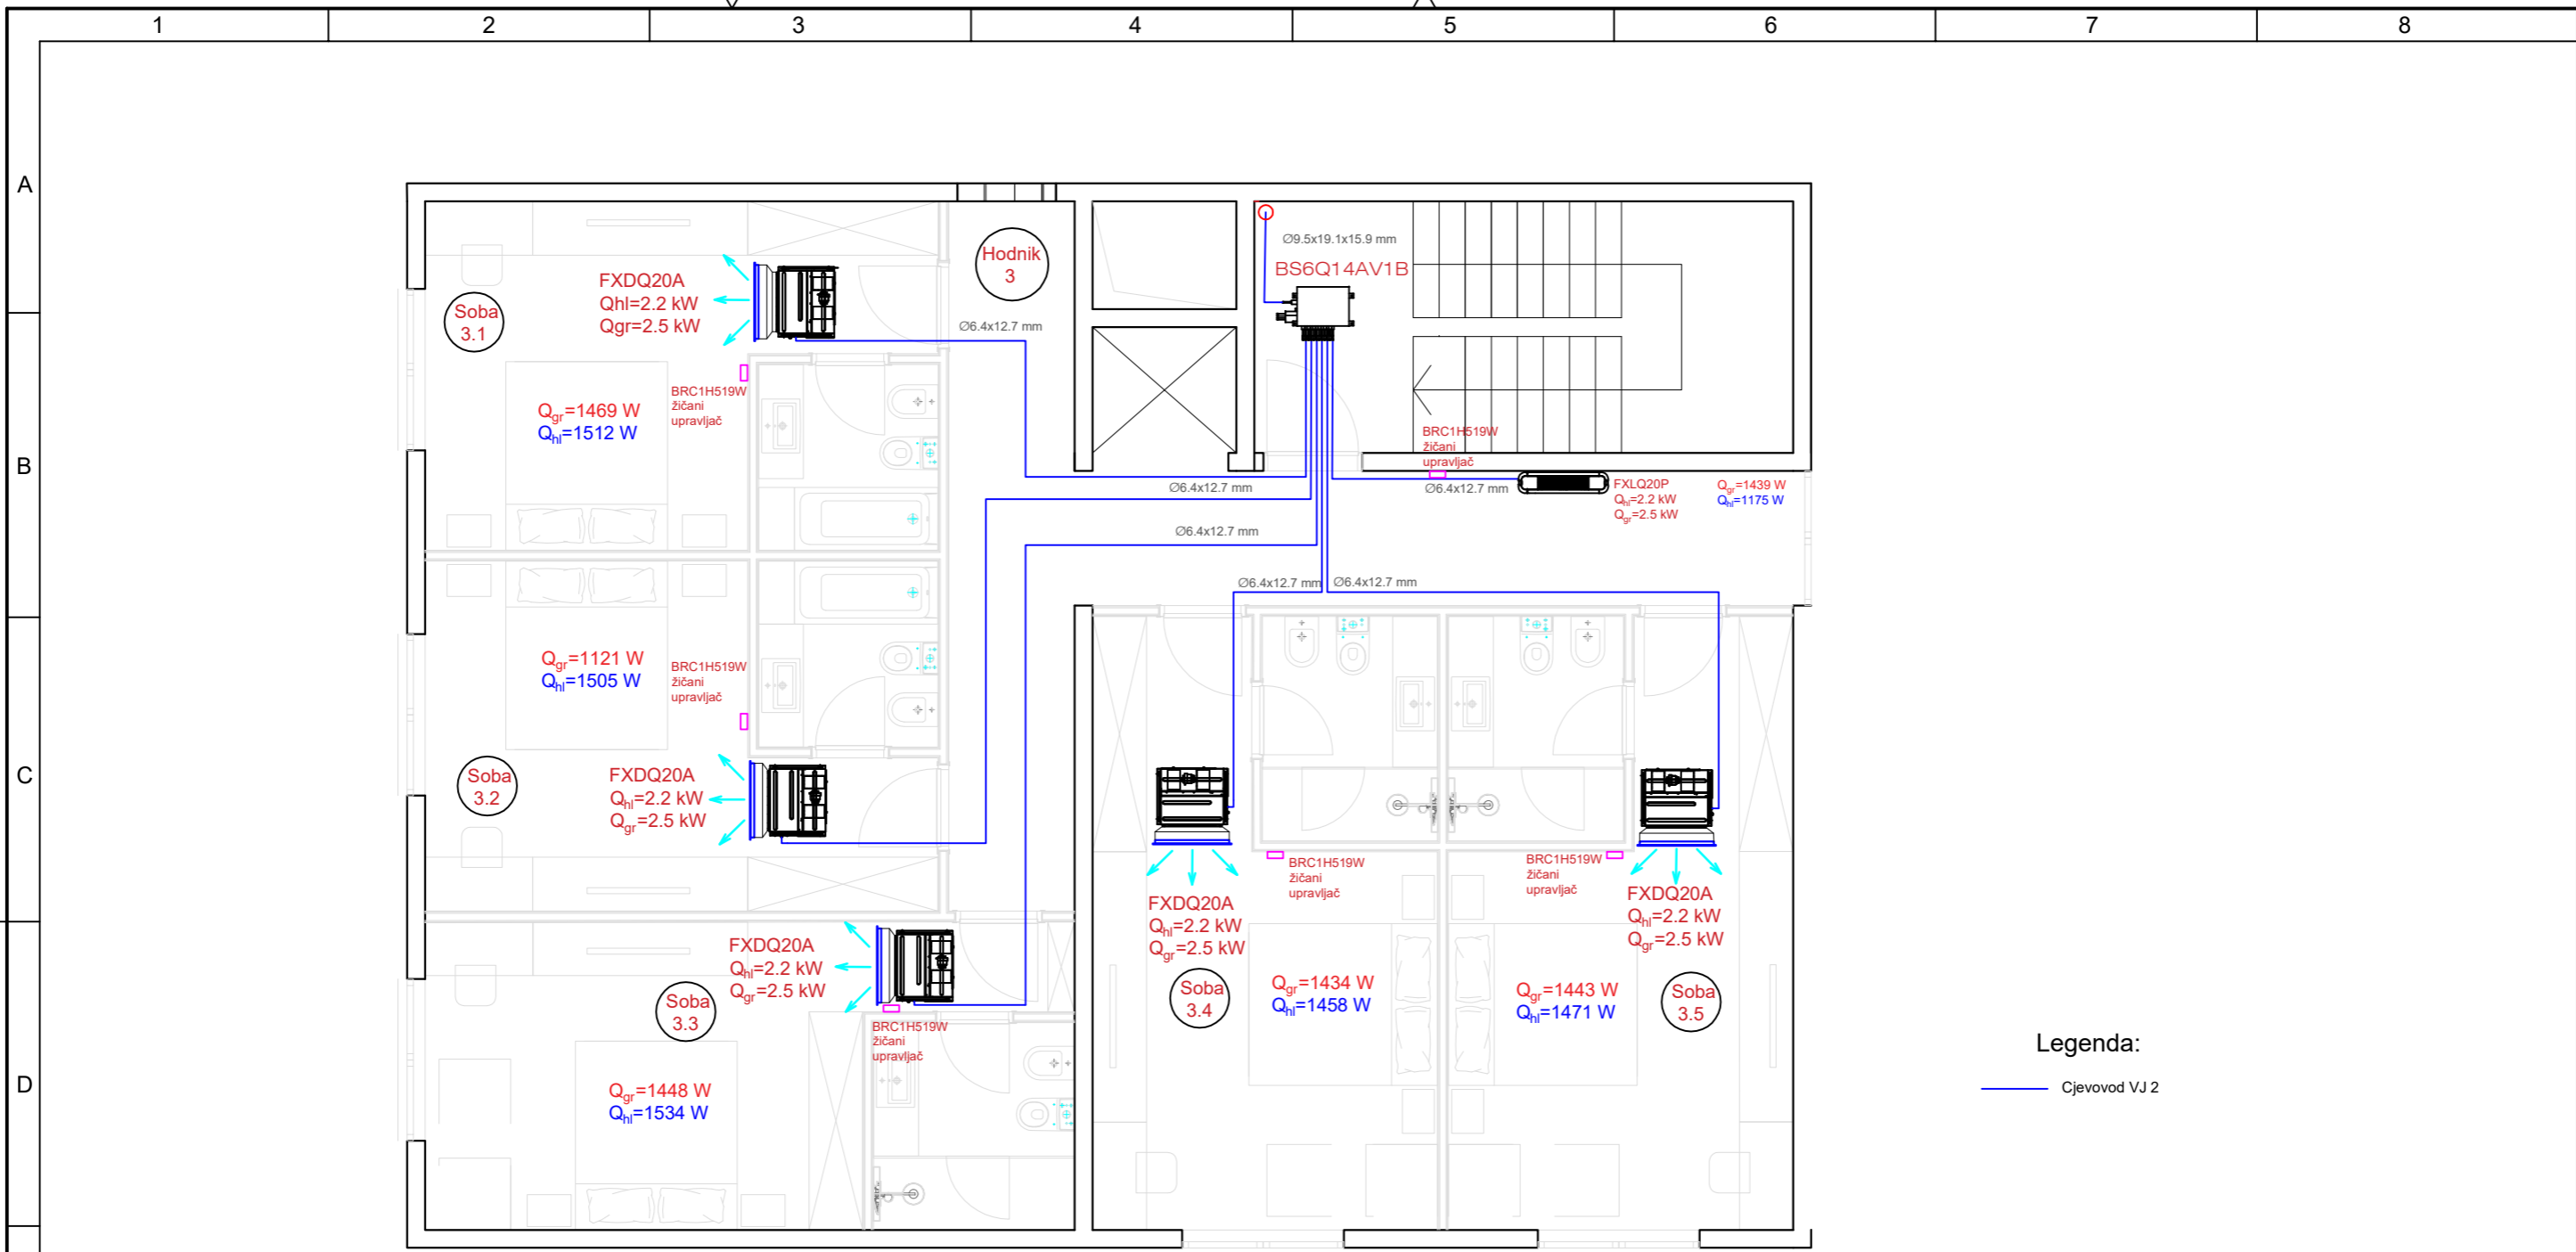 1 2 3 4 5 6 7 8
A
B
C
D
Hodnik
3
Ø9.5x19.1x15.9 mm
BS6Q14AV1B
FXDQ20A
Qhl=2.2 kW
Qgr=2.5 kW
Soba
3.1
Ø6.4x12.7 mm
BRC1H519W
žičani
upravljač
Qgr=1469 W
Qhl=1512 W
BRC1H519W
žičani
upravljač
Ø6.4x12.7 mm
Ø6.4x12.7 mm
FXLQ20P
Qhl=2.2 kW
Qgr=2.5 kW
Qgr=1439 W
Qhl=1175 W
Ø6.4x12.7 mm
Ø6.4x12.7 mm
Ø6.4x12.7 mm
Qgr=1121 W
Qhl=1505 W
BRC1H519W
žičani
upravljač
Soba
3.2
FXDQ20A
Qhl=2.2 kW
Qgr=2.5 kW
BRC1H519W
žičani
upravljač
BRC1H519W
žičani
upravljač
FXDQ20A
Qhl=2.2 kW
Qgr=2.5 kW
FXDQ20A
Qhl=2.2 kW
Qgr=2.5 kW
FXDQ20A
Qhl=2.2 kW
Qgr=2.5 kW
Soba
3.3
BRC1H519W
žičani
upravljač
Soba
3.4
Qgr=1434 W
Qhl=1458 W
Qgr=1443 W
Qhl=1471 W
Soba
3.5
Qgr=1448 W
Qhl=1534 W
Legenda:
Cjevovod VJ 2